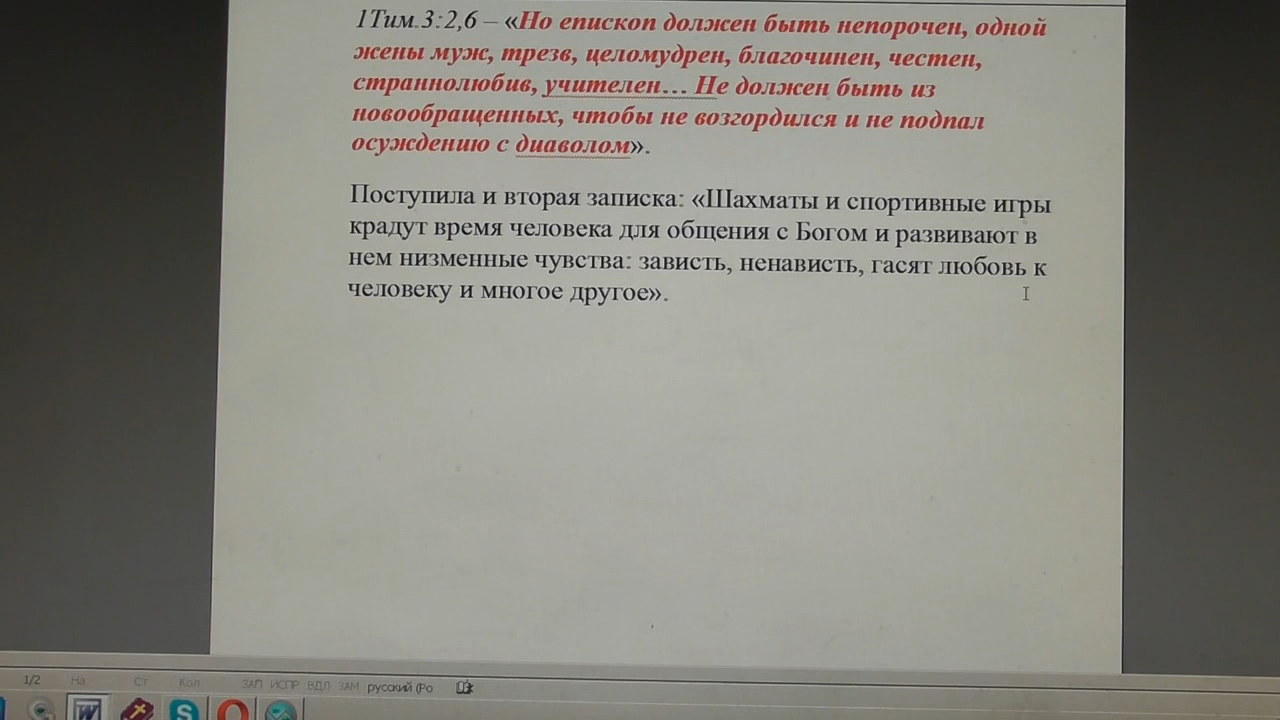 1Тим.3:2,6 – «Но епископ должен быть непорочен, одной
жены муж, трезв, целомудрен, благочинен, честен,
страннолюбив, учителен… Не должен быть из
новообращенных, чтобы не возгордился и не подпал
осуждению с диаволом».
Поступила и вторая записка: «Шахматы и спортивные игры
крадут время человека для общения с Богом и развивают в
нем низменные чувства: зависть, ненависть, гасят любовь к
человеку и многое другое».
1/2 На Ст Кол ЗАП ИСПР ВДЛ ЗАМ русский (Ро